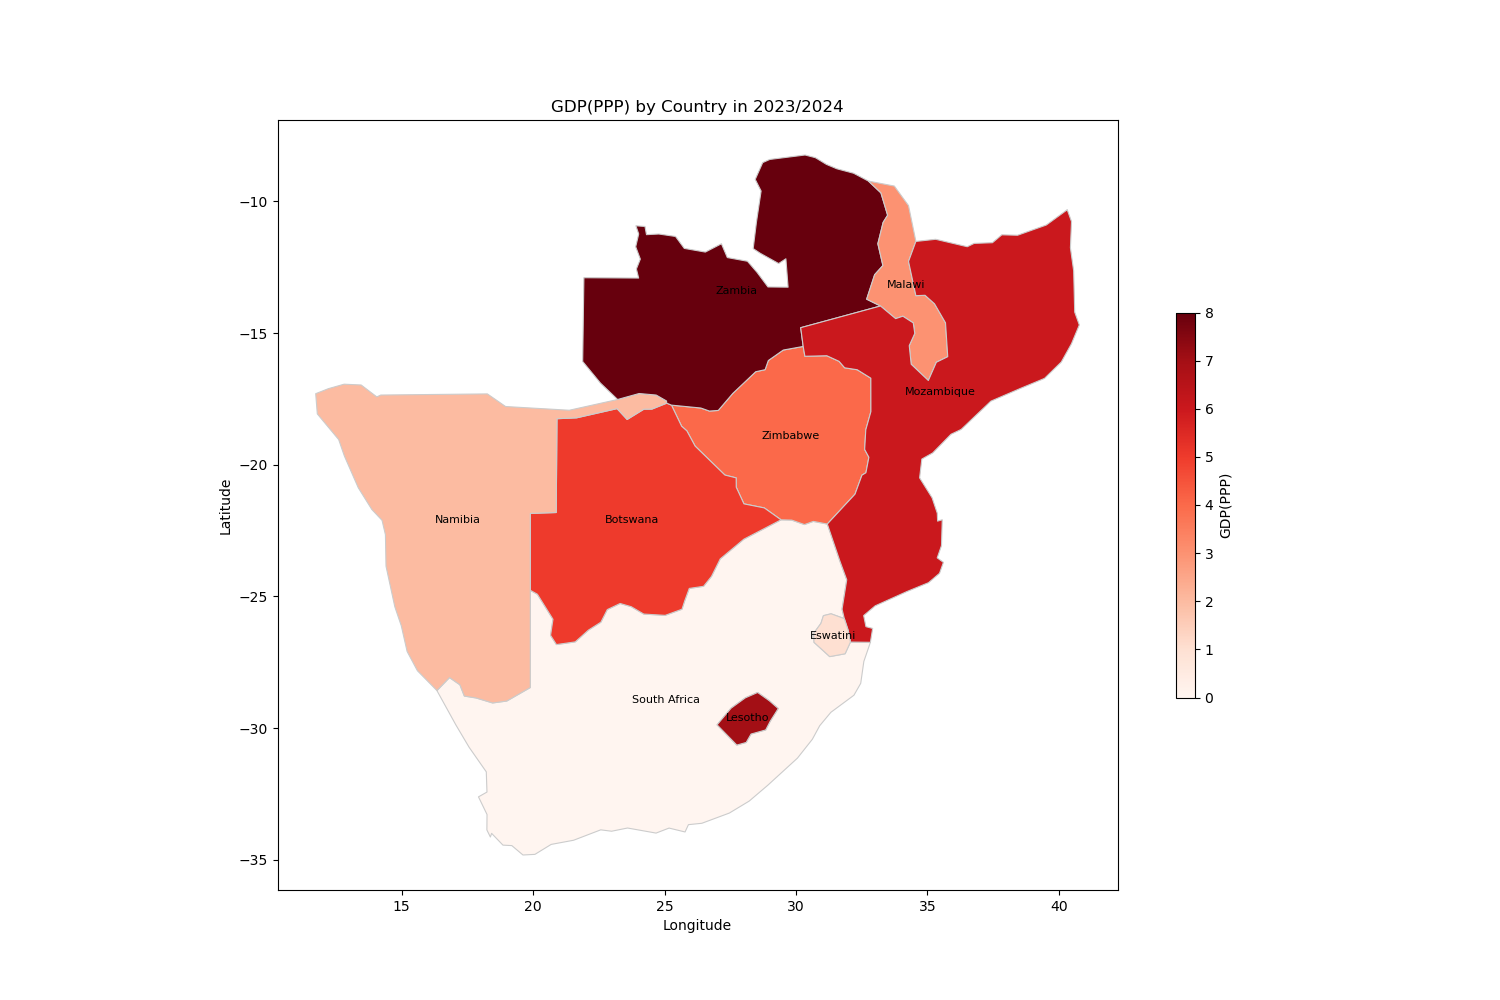 GDP(PPP) by Country in 2023/2024
−10
−15
−20
−25
−30
−35
Latitude
15
20
25
30
35
40
Longitude
Zambia
Malawi
Mozambique
Zimbabwe
Namibia
Botswana
Eswatini
South Africa
Lesotho
8
7
6
5
4
3
2
1
0
GDP(PPP)